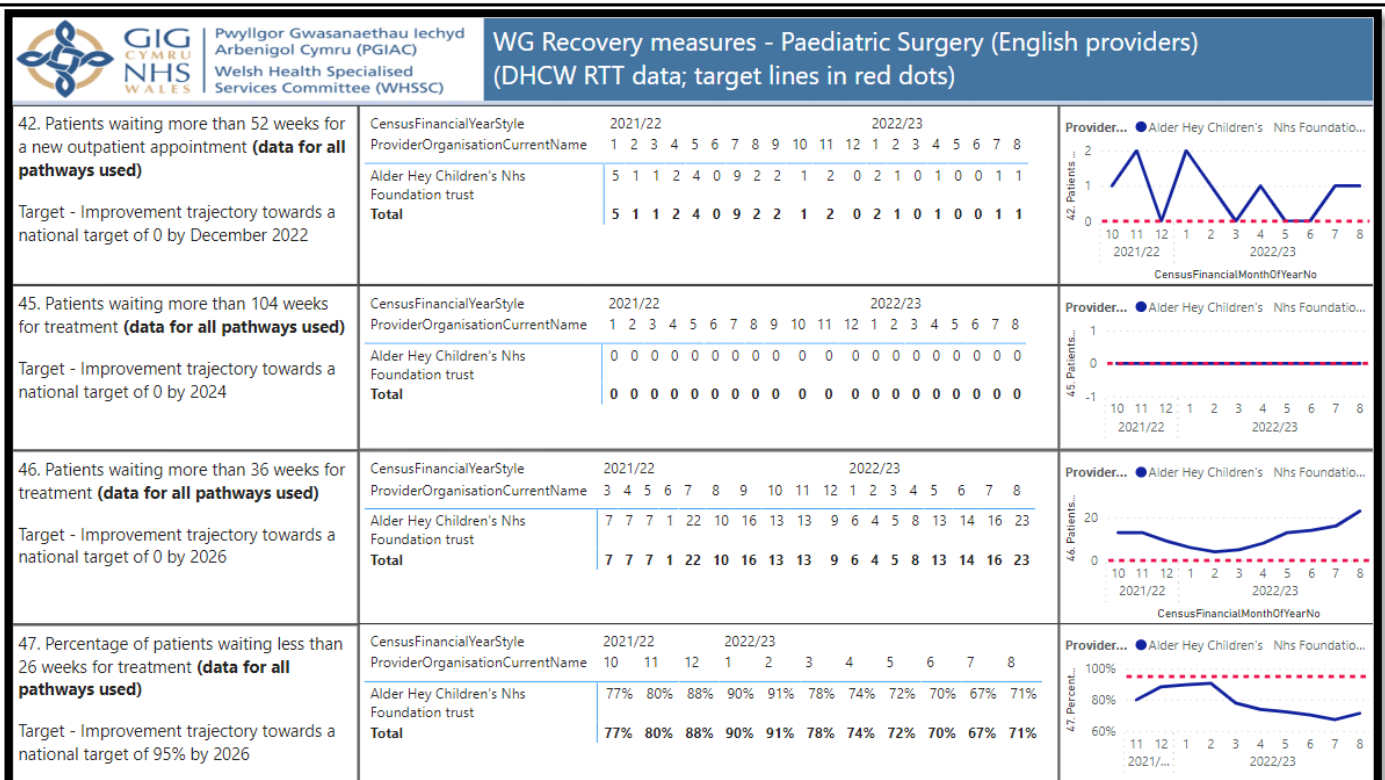 GIG
CYMRU
NHS
WALES
Pwyllgor Gwasanaethau Iechyd
Arbenigol Cymru (PGIAC)
Welsh Health Specialised
Services Committee (WHSSC)
WG Recovery measures - Paediatric Surgery (English providers)
(DHCW RTT data; target lines in red dots)
42. Patients waiting more than 52 weeks for
a new outpatient appointment (data for all
pathways used)
Target - Improvement trajectory towards a
national target of 0 by December 2022
CensusFinancialYearStyle 2021/22 2022/23
ProviderOrganisationCurrentName 1 2 3 4 5 6 7 8 9 10 11 12 1 2 3 4 5 6 7 8
Alder Hey Children's Nhs 5 1 1 2 4 0 9 2 2 1 2 0 2 1 0 1 0 0 1 1
Foundation trust
Total 5 1 1 2 4 0 9 2 2 1 2 0 2 1 0 1 0 0 1 1
Provider... Alder Hey Children's Nhs Foundatio...
42. Patients ...
2
1
0
10 11 12 1 2 3 4 5 6 7 8
2021/22 2022/23
CensusFinancialMonthOfYearNo
45. Patients waiting more than 104 weeks
for treatment (data for all pathways used)
Target - Improvement trajectory towards a
national target of 0 by 2024
CensusFinancialYearStyle 2021/22 2022/23
ProviderOrganisationCurrentName 1 2 3 4 5 6 7 8 9 10 11 12 1 2 3 4 5 6 7 8
Alder Hey Children's Nhs 0 0 0 0 0 0 0 0 0 0 0 0 0 0 0 0 0 0 0 0
Foundation trust
Total 0 0 0 0 0 0 0 0 0 0 0 0 0 0 0 0 0 0 0 0
Provider... Alder Hey Children's Nhs Foundatio...
45. Patients...
1
0
-1
10 11 12 1 2 3 4 5 6 7 8
2021/22 2022/23
46. Patients waiting more than 36 weeks for
treatment (data for all pathways used)
Target - Improvement trajectory towards a
national target of 0 by 2026
CensusFinancialYearStyle 2021/22 2022/23
ProviderOrganisationCurrentName 3 4 5 6 7 8 9 10 11 12 1 2 3 4 5 6 7 8
Alder Hey Children's Nhs 7 7 7 1 22 10 16 13 13 9 6 4 5 8 13 14 16 23
Foundation trust
Total 7 7 7 1 22 10 16 13 13 9 6 4 5 8 13 14 16 23
Provider... Alder Hey Children's Nhs Foundatio...
46. Patients...
20
0
10 11 12 1 2 3 4 5 6 7 8
2021/22 2022/23
CensusFinancialMonthOfYearNo
47. Percentage of patients waiting less than
26 weeks for treatment (data for all
pathways used)
Target - Improvement trajectory towards a
national target of 95% by 2026
CensusFinancialYearStyle 2021/22 2022/23
ProviderOrganisationCurrentName 10 11 12 1 2 3 4 5 6 7 8
Alder Hey Children's Nhs 77% 80% 88% 90% 91% 78% 74% 72% 70% 67% 71%
Foundation trust
Total 77% 80% 88% 90% 91% 78% 74% 72% 70% 67% 71%
Provider... Alder Hey Children's Nhs Foundatio...
47. Percent...
100%
80%
60%
11 12 1 2 3 4 5 6 7 8
2021/... 2022/23